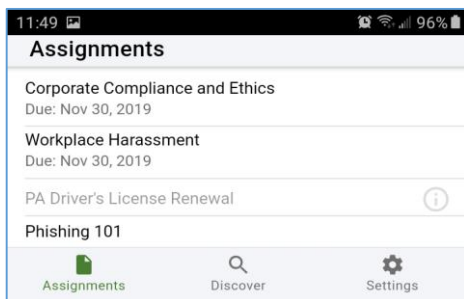 11:49 96%
Assignments
Corporate Compliance and Ethics
Due: Nov 30, 2019
Workplace Harassment
Due: Nov 30, 2019
PA Driver's License Renewal
Phishing 101
Assignments Discover Settings